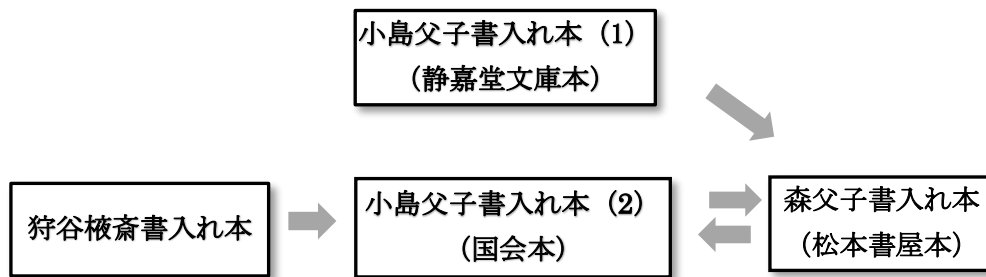 小島父子書入れ本（1）
（静嘉堂文庫本）
狩谷棭斎書入れ本
小島父子書入れ本（2）
（国会本）
森父子書入れ本
（松本書屋本）